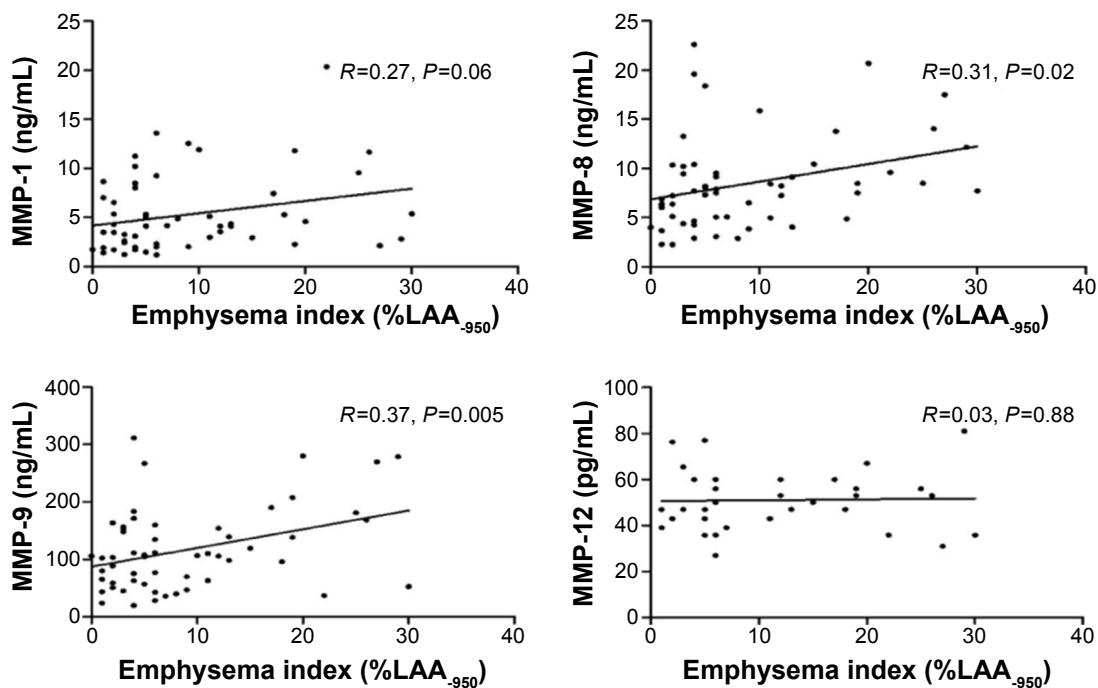 25
20
15
10
5
0
MMP-1 (ng/mL)
R=0.27, P=0.06
0 10 20 30 40
Emphysema index (%LAA-950)
25
20
15
10
5
0
MMP-8 (ng/mL)
R=0.31, P=0.02
0 10 20 30 40
Emphysema index (%LAA-950)
400
300
200
100
0
MMP-9 (ng/mL)
R=0.37, P=0.005
0 10 20 30 40
Emphysema index (%LAA-950)
100
80
60
40
20
0
MMP-12 (pg/mL)
R=0.03, P=0.88
0 10 20 30 40
Emphysema index (%LAA-950)